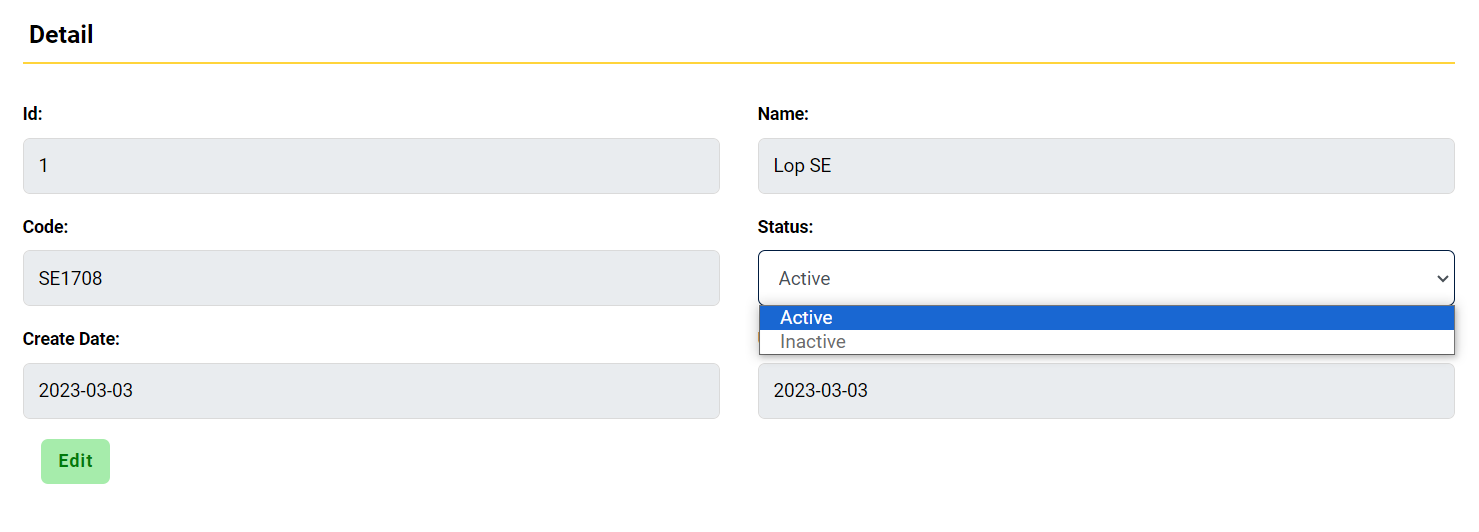 Detail
Id:
1
Name:
Lop SE
Code:
SE1708
Status:
Active
Active
Inactive
Create Date:
2023-03-03
2023-03-03
Edit